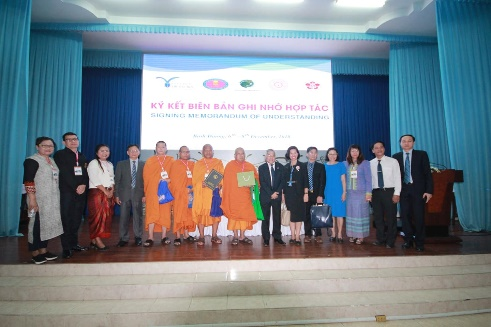 KÝ KẾT BIÊN BẢN GHI NHỚ HỢP TÁC
SIGNING MEMORANDUM OF UNDERSTANDING